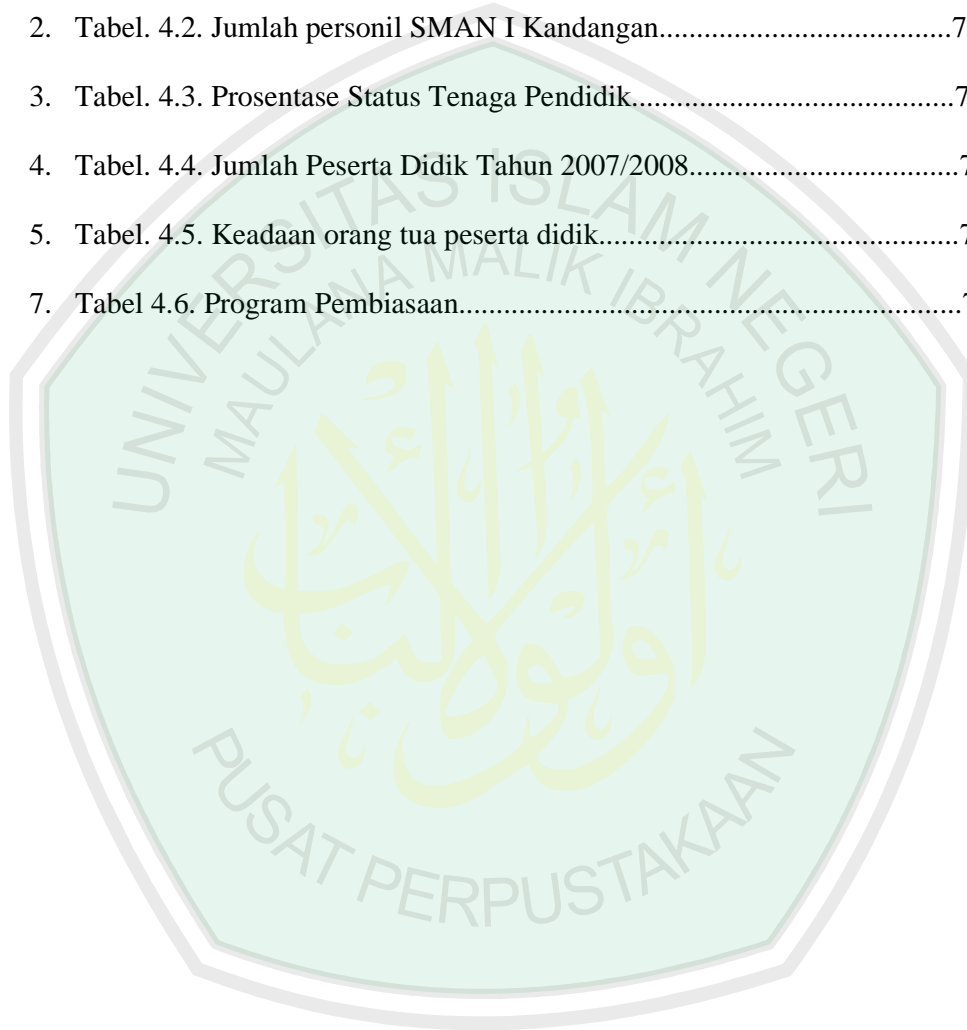 2. Tabel. 4.2. Jumlah personil SMAN I Kandangan...................................7
3. Tabel. 4.3. Prosentase Status Tenaga Pendidik.......................................7
4. Tabel. 4.4. Jumlah Peserta Didik Tahun 2007/2008................................7
5. Tabel. 4.5. Keadaan orang tua peserta didik...........................................7
7. Tabel 4.6. Program Pembiasaan.............................................................7
UNIVERSITAS ISLAM NEGERI
MAULANA MALIK IBRAHIM
أولوا الألباب
PUSAT PERPUSTAKAAN